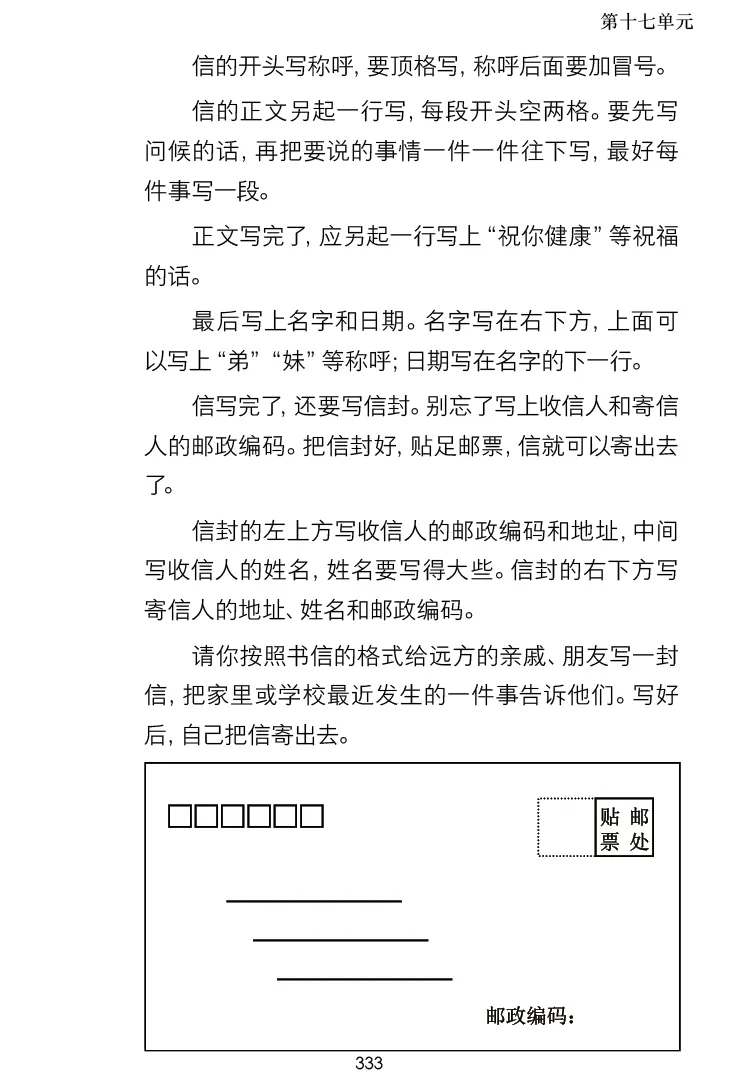 第十七单元
信的开头写称呼,要顶格写,称呼后面要加冒号。
信的正文另起一行写,每段开头空两格。要先写
问候的话,再把要说的事情一件一件往下写,最好每
件事写一段。
正文写完了,应另起一行写上“祝你健康”等祝福
的话。
最后写上名字和日期。名字写在右下方,上面可
以写上“弟”“妹”等称呼;日期写在名字的下一行。
信写完了,还要写信封。别忘了写上收信人和寄信
人的邮政编码。把信封好,贴足邮票,信就可以寄出去
了。
信封的左上方写收信人的邮政编码和地址,中间
写收信人的姓名,姓名要写得大些。信封的右下方写
寄信人的地址、姓名和邮政编码。
请你按照书信的格式给远方的亲戚、朋友写一封
信,把家里或学校最近发生的一件事告诉他们。写好
后,自己把信寄出去。
贴 邮
票 处
邮政编码:
333